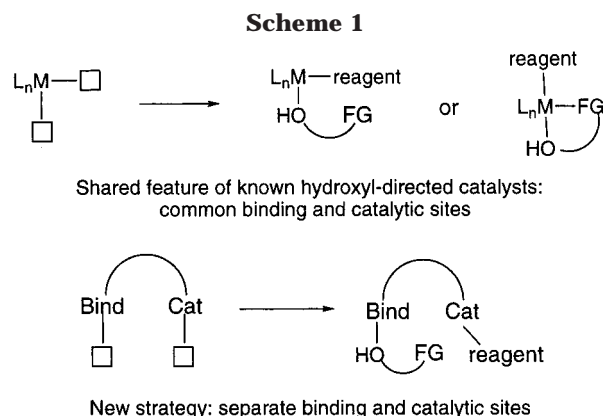 Scheme 1
LnM
LnM—reagent
HO FG
or
reagent
LnM—FG
HO
Shared feature of known hydroxyl-directed catalysts:
common binding and catalytic sites
Bind Cat
Bind Cat
HO FG reagent
New strategy: separate binding and catalytic sites